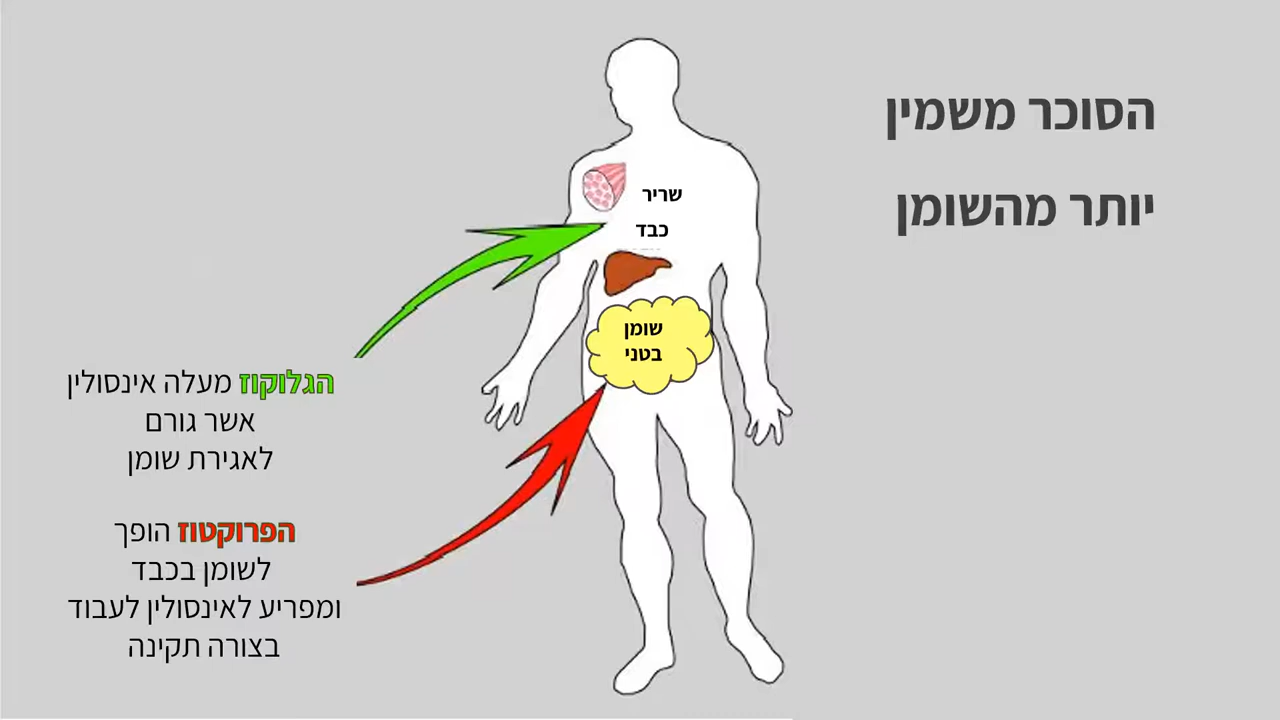 הסוכר משמין
יותר מהשומן
שריר
כבד
שומן
בטני
הגלוקוז מעלה אינסולין
אשר גורם
לאגירת שומן
הפרוקטוז הופך
לשומן בכבד
ומפריע לאינסולין לעבוד
בצורה תקינה